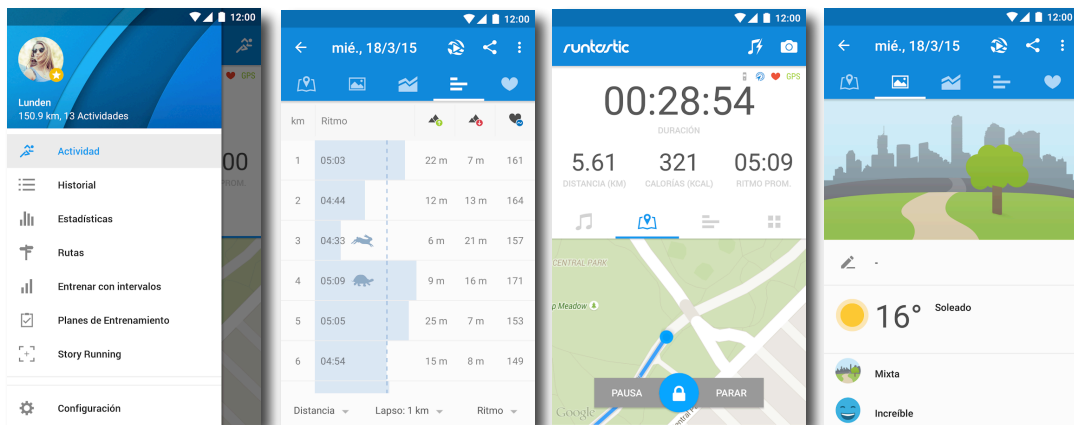 12:00
GPS
Lunden
150.9 km, 13 Actividades
Actividad
Historial
Estadísticas
Rutas
Entrenar con intervalos
Planes de Entrenamiento
Story Running
Configuración
00
PROM.
12:00
mié., 18/3/15
km Ritmo
1 05:03 22 m 7 m 161
2 04:44 12 m 13 m 164
3 04:33 6 m 21 m 157
4 05:09 9 m 16 m 171
5 05:05 25 m 7 m 153
6 04:54 15 m 8 m 149
Distancia Lapso: 1 km Ritmo
12:00
runtastic
GPS
00:28:54
DURACIÓN
5.61 321 05:09
DISTANCIA (KM) CALORÍAS (KCAL) RITMO PROM.
CENTRAL PARK
p Meadow
PAUSA PARAR
Google
12:00
mié., 18/3/15
-
16° Soleado
Mixta
Increíble